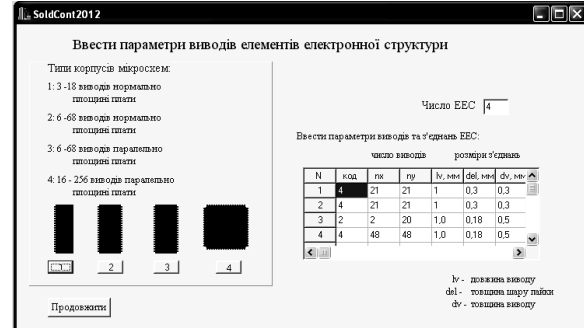 SoldCont2012
Ввести параметри виводів елементів електронної структури
Типи корпусів мікросхем:
1: 3 -18 виводів нормально
площині плати
2: 6 -68 виводів нормально
площині плати
3: 6 -68 виводів паралельно
площині плати
4: 16 - 256 виводів паралельно
площині плати
2 3 4
Продовжити
Число ЕЕС 4
Ввести параметри виводів та з'єднань ЕЕС:
число виводів розміри з'єднань
N код nx ny lv, мм del, мм dv, мм
1 4 21 21 1 0,3 0,3
2 4 21 21 1 0,3 0,3
3 2 2 20 1,0 0,18 0,5
4 4 48 48 1,0 0,18 0,5
lv - довжина виводу
del - товщина шару пайки
dv - товщина виводу